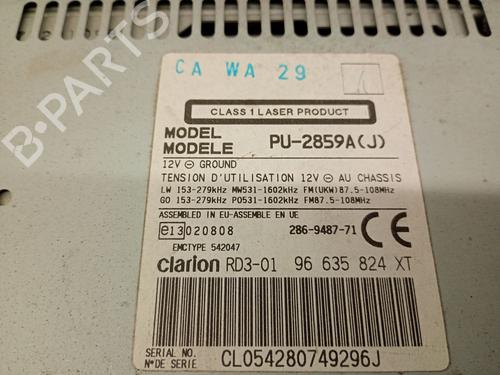 B-PARTS
CA WA 29
CLASS 1 LASER PRODUCT
MODEL
MODELE PU-2859A(J)
12V ⊖ GROUND
TENSION D'UTILISATION 12V ⊖ AU CHASSIS
LW 153-279kHz MW531-1602kHz FM(UKW)87.5-108MHz
GO 153-279kHz PO531-1602kHz FM87.5-108MHz
ASSEMBLED IN EU-ASSEMBLE EN UE
e13 020808 286-9487-71 CE
EMCTYPE 542047
clarion RD3-01 96 635 824 XT
SERIAL NO.
N° DE SERIE CL054280749296J